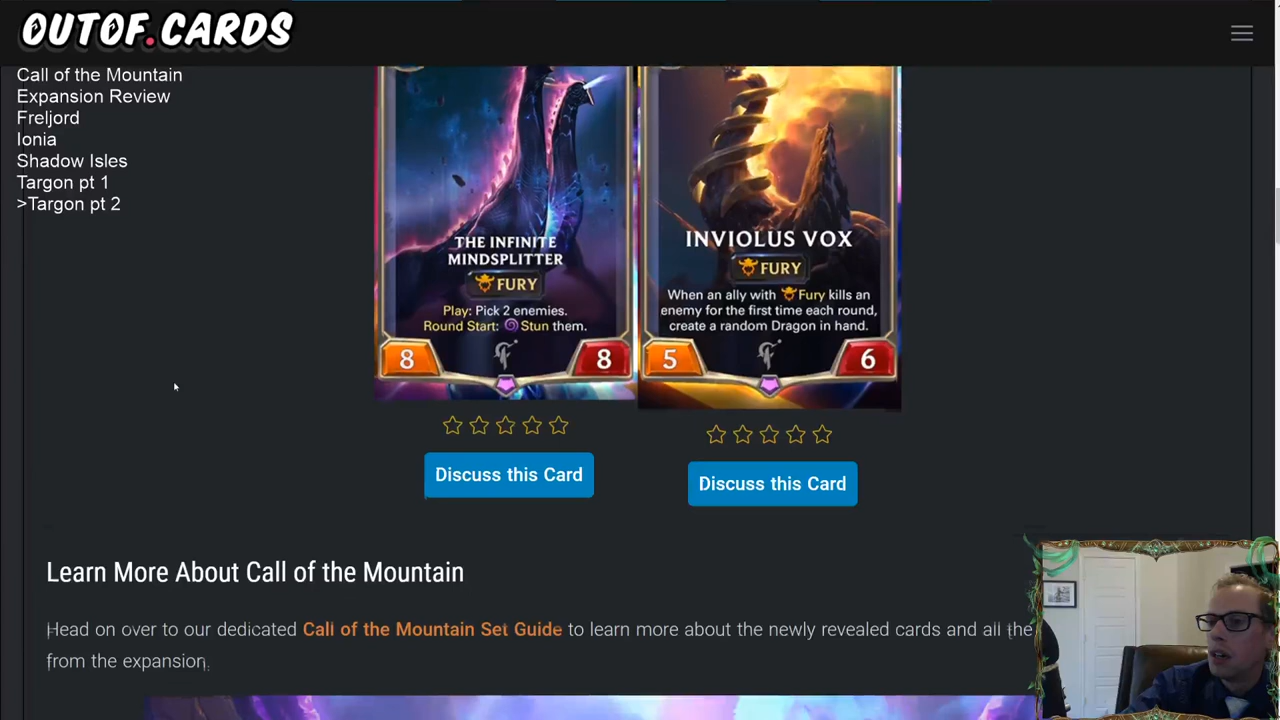 OUTOF.CARDS
Call of the Mountain
Expansion Review
Freljord
Ionia
Shadow Isles
Targon pt 1
>Targon pt 2
THE INFINITE
MINDSPLITTER
FURY
Play: Pick 2 enemies.
Round Start: Stun them.
8
8
INVIOLUS VOX
FURY
When an ally with Fury kills an
enemy for the first time each round,
create a random Dragon in hand.
5
6
Discuss this Card
Discuss this Card
Learn More About Call of the Mountain
Head on over to our dedicated Call of the Mountain Set Guide to learn more about the newly revealed cards and all the
from the expansion.